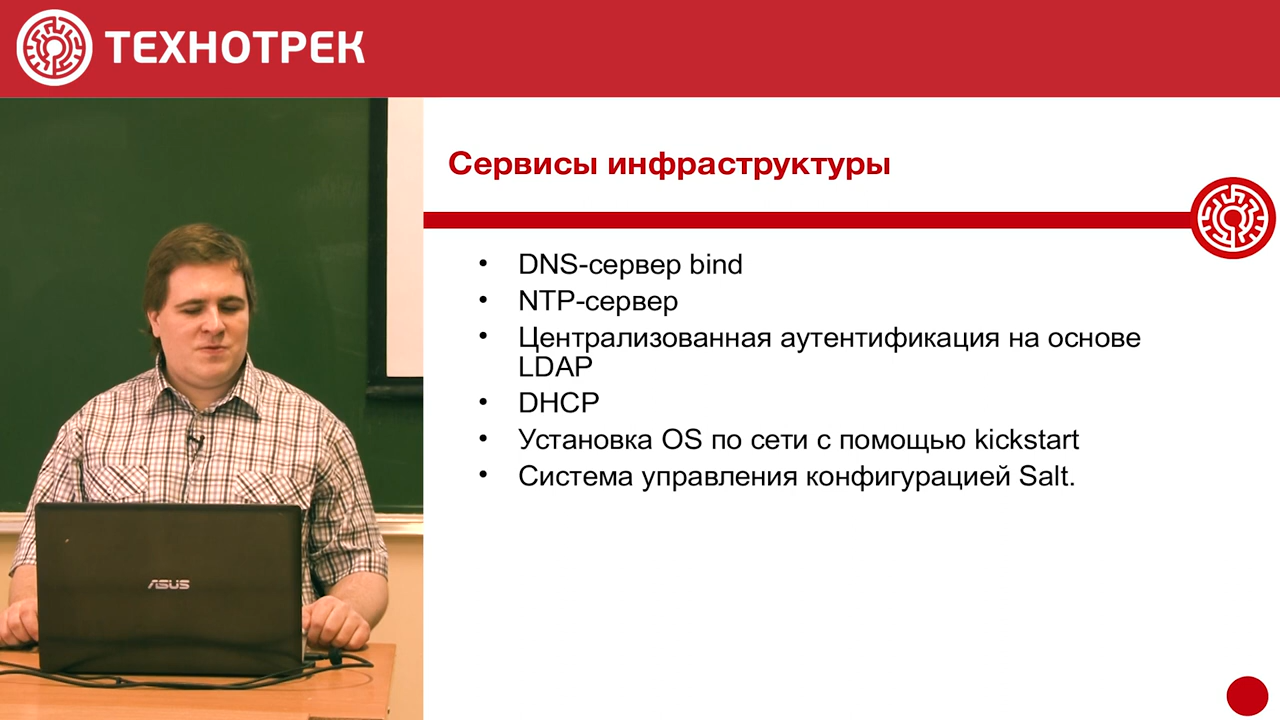 ТЕХНОТРЕК
Сервисы инфраструктуры
• DNS-сервер bind
• NTP-сервер
• Централизованная аутентификация на основе
LDAP
• DHCP
• Установка OS по сети с помощью kickstart
• Система управления конфигурацией Salt.
ASUS